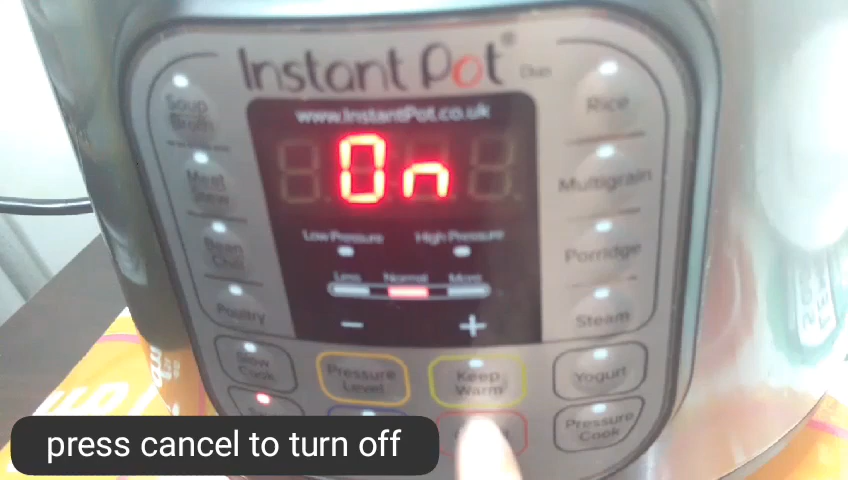 Instant Pot®
Duo
www.InstantPot.co.uk
On
Soup
Broth
Meat
Stew
Bean
Chili
Poultry
Slow
Cook
Low Pressure High Pressure
Less Normal More
− +
Pressure
Level
Keep
Warm
Rice
Multigrain
Porridge
Steam
Yogurt
Pressure
Cook
press cancel to turn off